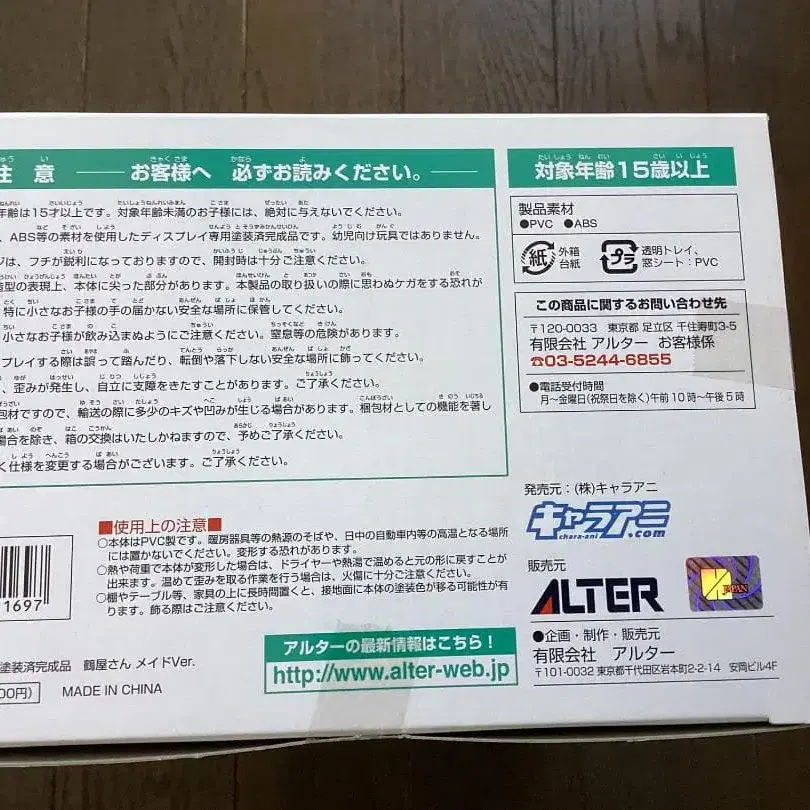 注 意 ── お客様へ 必ずお読みください。──
年齢は15才以上です。対象年齢未満のお子様には、絶対に与えないでください。
、ABS等の素材を使用したディスプレイ専用塗装済完成品です。幼児向け玩具ではありません。
ジは、フチが鋭利になっておりますので、開封時は十分ご注意ください。
造型の表現上、本体に尖った部分があります。本製品の取り扱いの際に思わぬケガをする恐れが
特に小さなお子様の手の届かない安全な場所に保管してください。
小さなお子様が飲み込まぬようにご注意ください。窒息等の危険があります。
プレイする際は誤って踏んだり、転倒や落下しない安全な場所に飾ってください。
、歪みが発生し、自立に支障をきたすことがあります。ご了承ください。
包材ですので、輸送の際に多少のキズや凹みが生じる場合があります。梱包材としての機能を著し
場合を除き、箱の交換はいたしかねますので、予めご了承ください。
く仕様を変更する場合がございます。ご了承ください。
対象年齢15歳以上
製品素材
●PVC ●ABS
紙 外箱 台紙 プラ 透明トレイ、窓シート：PVC
この商品に関するお問い合わせ先
〒120-0033 東京都 足立区 千住寿町3-5
有限会社 アルター お客様係
☎03-5244-6855
●電話受付時間
月〜金曜日(祝祭日を除く)午前10時〜午後5時
■使用上の注意■
○本体はPVC製です。暖房器具等の熱源のそばや、日中の自動車内等の高温となる場所
には置かないでください。変形する恐れがあります。
○熱や荷重で本体が変形した場合は、ドライヤーや熱湯で温めると元の形に戻すことが
出来ます。温めて歪みを取る作業を行う場合は、火傷に十分ご注意ください。
○棚やテーブル等、家具の上に長時間置くと、接地面に本体の塗装色が移る可能性が有
ります。飾る際はご注意ください。
1697
塗装済完成品 鶴屋さん メイドVer.
00円) MADE IN CHINA
アルターの最新情報はこちら！
http://www.alter-web.jp
発売元：(株)キャラアニ
キャラアニ
chara-ani.com
販売元
ALTER
JAPAN
●企画・制作・販売元
有限会社 アルター
〒101-0032 東京都千代田区岩本町2-2-14 安岡ビル4F